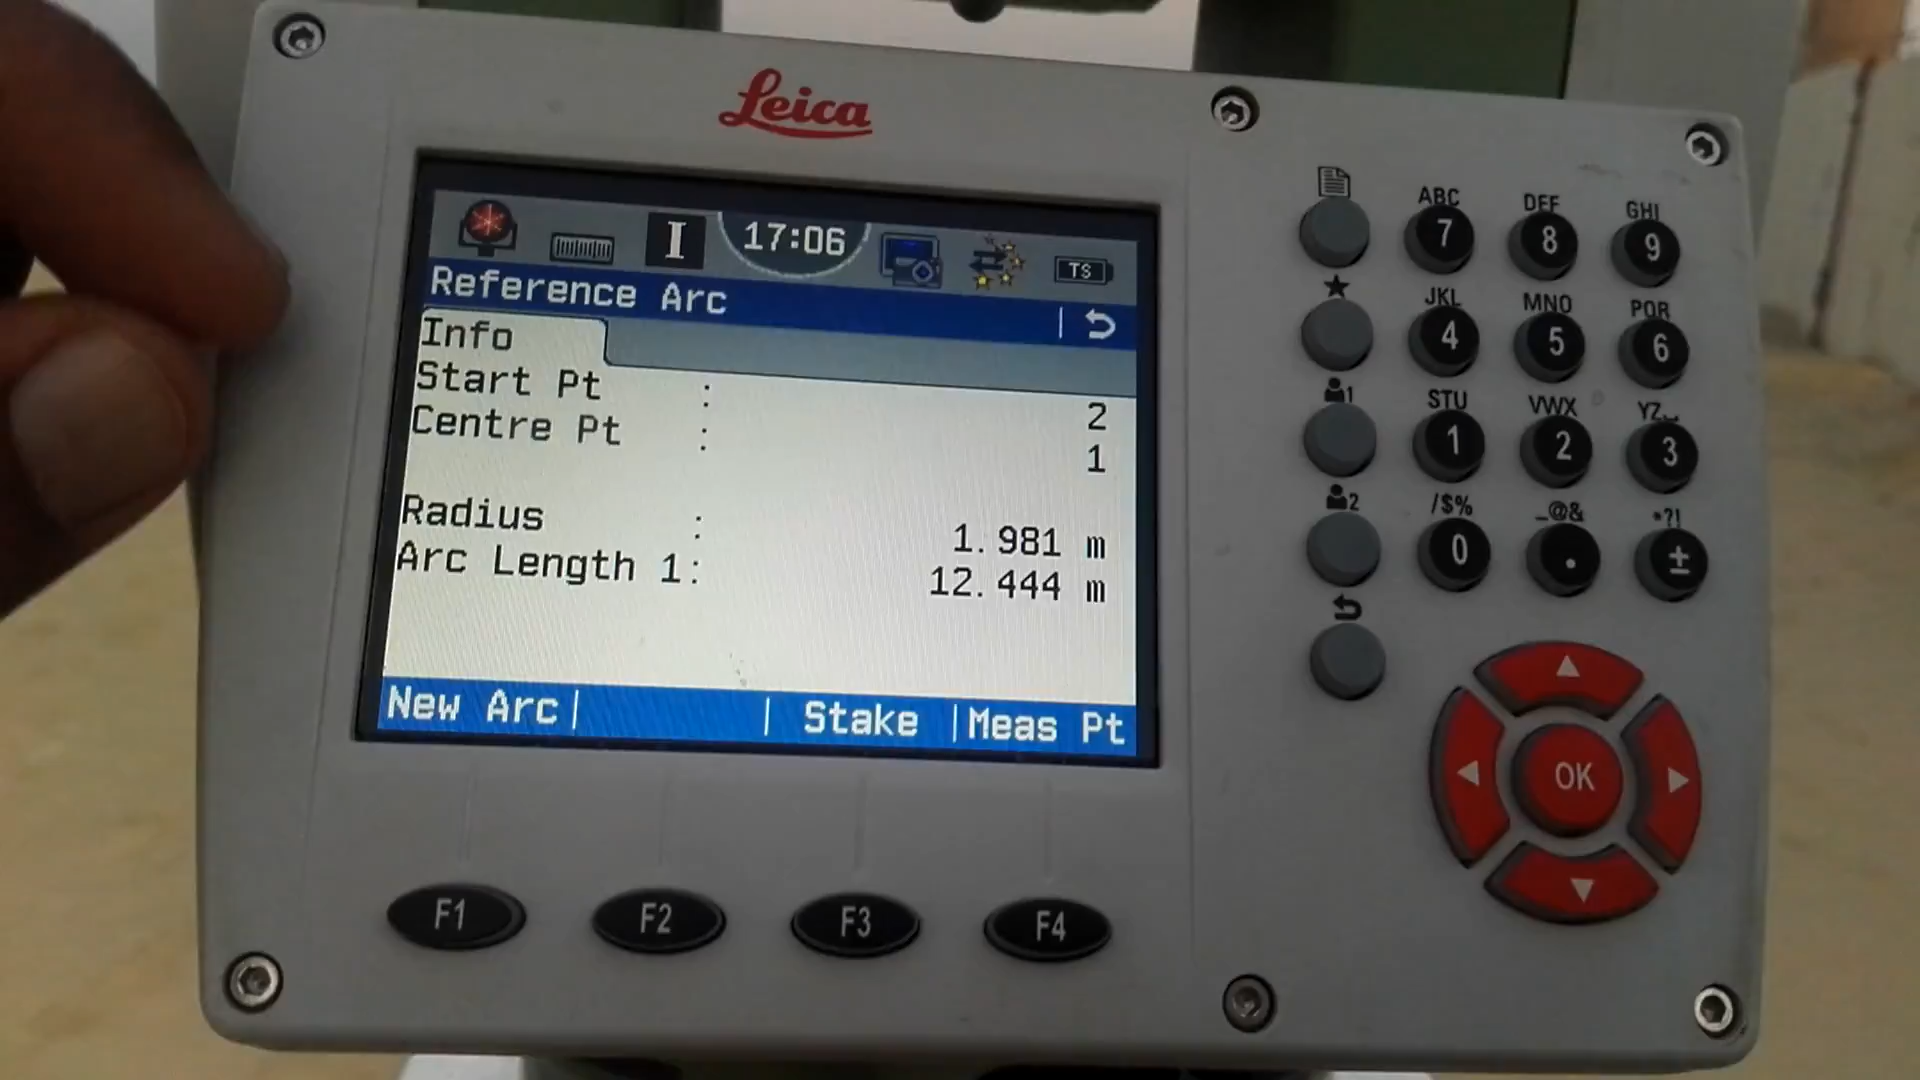 Leica
I 17:06 TS
Reference Arc
Info
Start Pt : 2
Centre Pt : 1
Radius : 1.981 m
Arc Length 1: 12.444 m
New Arc | | Stake | Meas Pt
F1 F2 F3 F4
ABC DEF GHI
7 8 9
JKL MNO PQR
4 5 6
1 STU VWX YZ
1 2 3
2 /$% _@& *?!
0 . ±
OK